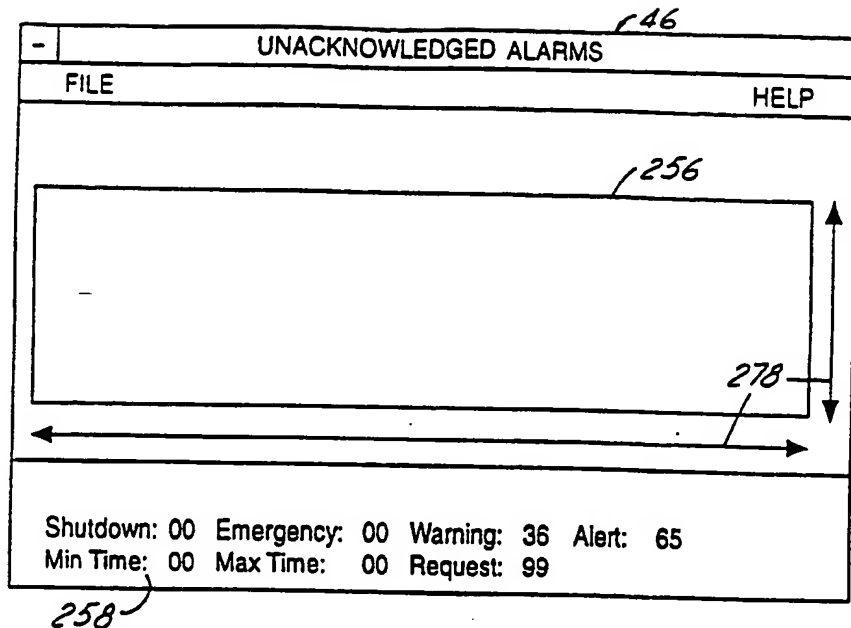 46
- UNACKNOWLEDGED ALARMS
FILE HELP
256
278
Shutdown: 00 Emergency: 00 Warning: 36 Alert: 65
Min Time: 00 Max Time: 00 Request: 99
258